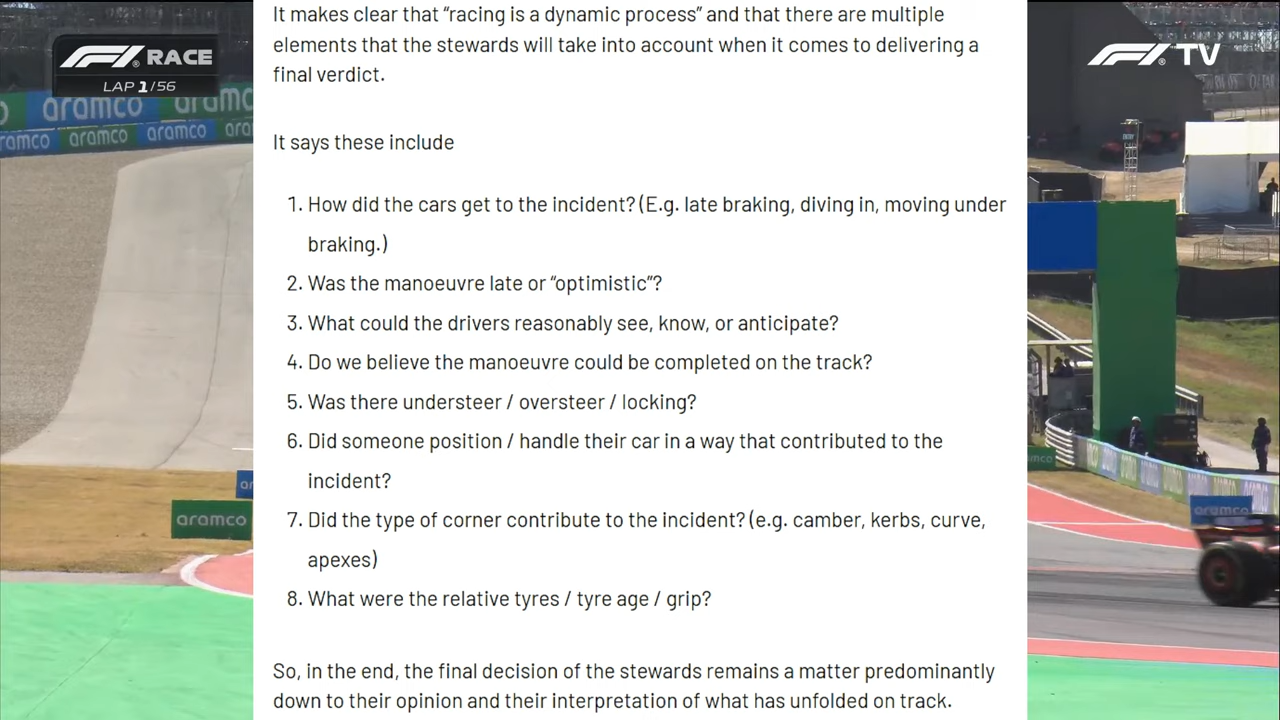 F1 RACE
LAP 1/56
F1 TV
It makes clear that “racing is a dynamic process” and that there are multiple
elements that the stewards will take into account when it comes to delivering a
final verdict.
It says these include
1. How did the cars get to the incident? (E.g. late braking, diving in, moving under
braking.)
2. Was the manoeuvre late or “optimistic”?
3. What could the drivers reasonably see, know, or anticipate?
4. Do we believe the manoeuvre could be completed on the track?
5. Was there understeer / oversteer / locking?
6. Did someone position / handle their car in a way that contributed to the
incident?
7. Did the type of corner contribute to the incident? (e.g. camber, kerbs, curve,
apexes)
8. What were the relative tyres / tyre age / grip?
So, in the end, the final decision of the stewards remains a matter predominantly
down to their opinion and their interpretation of what has unfolded on track.
aramco aramco
aramco aramco
aramco
aramco